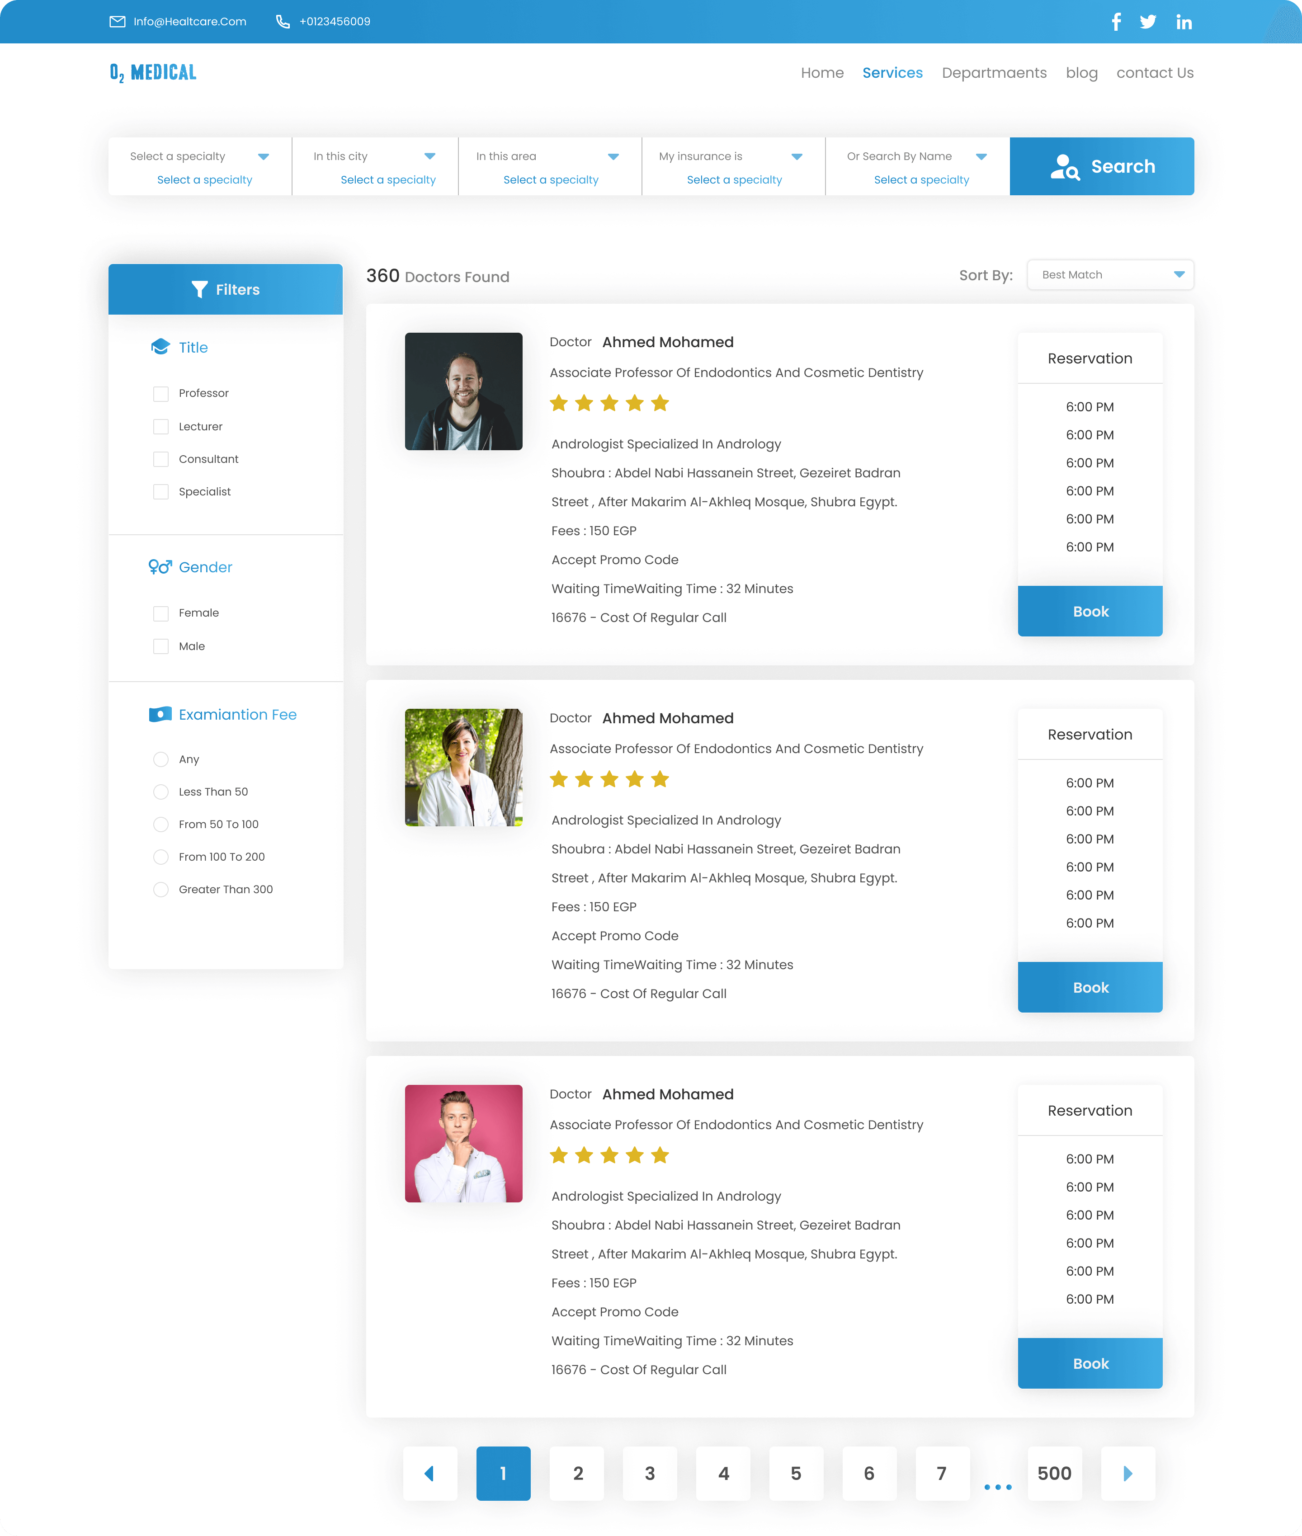 Info@Healtcare.Com
+0123456009
O₂ MEDICAL
Home Services Departmaents blog contact Us
Select a specialty
Select a specialty
In this city
Select a specialty
In this area
Select a specialty
My insurance is
Select a specialty
Or Search By Name
Select a specialty
Search
Filters
Title
Professor
Lecturer
Consultant
Specialist
Gender
Female
Male
Examiantion Fee
Any
Less Than 50
From 50 To 100
From 100 To 200
Greater Than 300
360 Doctors Found
Sort By: Best Match
Doctor Ahmed Mohamed
Associate Professor Of Endodontics And Cosmetic Dentistry
Andrologist Specialized In Andrology
Shoubra : Abdel Nabi Hassanein Street, Gezeiret Badran
Street , After Makarim Al-Akhleq Mosque, Shubra Egypt.
Fees : 150 EGP
Accept Promo Code
Waiting TimeWaiting Time : 32 Minutes
16676 - Cost Of Regular Call
Reservation
6:00 PM
6:00 PM
6:00 PM
6:00 PM
6:00 PM
6:00 PM
Book
Doctor Ahmed Mohamed
Associate Professor Of Endodontics And Cosmetic Dentistry
Andrologist Specialized In Andrology
Shoubra : Abdel Nabi Hassanein Street, Gezeiret Badran
Street , After Makarim Al-Akhleq Mosque, Shubra Egypt.
Fees : 150 EGP
Accept Promo Code
Waiting TimeWaiting Time : 32 Minutes
16676 - Cost Of Regular Call
Reservation
6:00 PM
6:00 PM
6:00 PM
6:00 PM
6:00 PM
6:00 PM
Book
Doctor Ahmed Mohamed
Associate Professor Of Endodontics And Cosmetic Dentistry
Andrologist Specialized In Andrology
Shoubra : Abdel Nabi Hassanein Street, Gezeiret Badran
Street , After Makarim Al-Akhleq Mosque, Shubra Egypt.
Fees : 150 EGP
Accept Promo Code
Waiting TimeWaiting Time : 32 Minutes
16676 - Cost Of Regular Call
Reservation
6:00 PM
6:00 PM
6:00 PM
6:00 PM
6:00 PM
6:00 PM
Book
1 2 3 4 5 6 7 ... 500